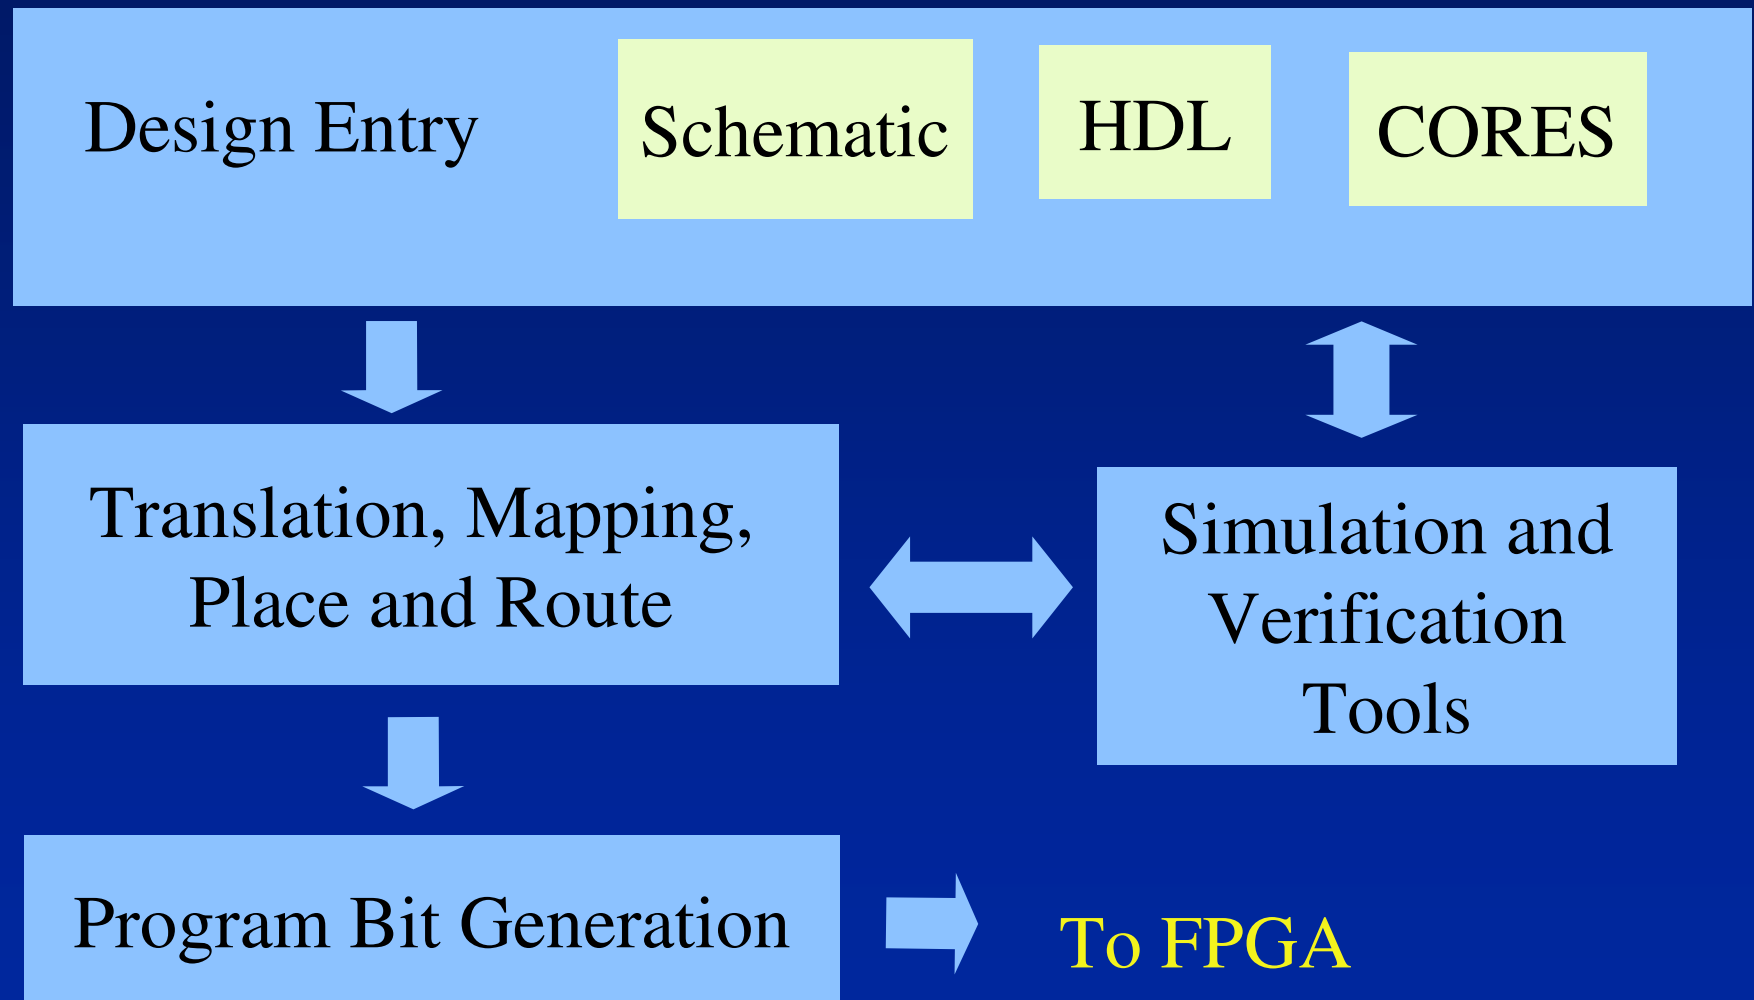 Design Entry
Schematic
HDL
CORES
Translation, Mapping,
Place and Route
Simulation and
Verification
Tools
Program Bit Generation
To FPGA